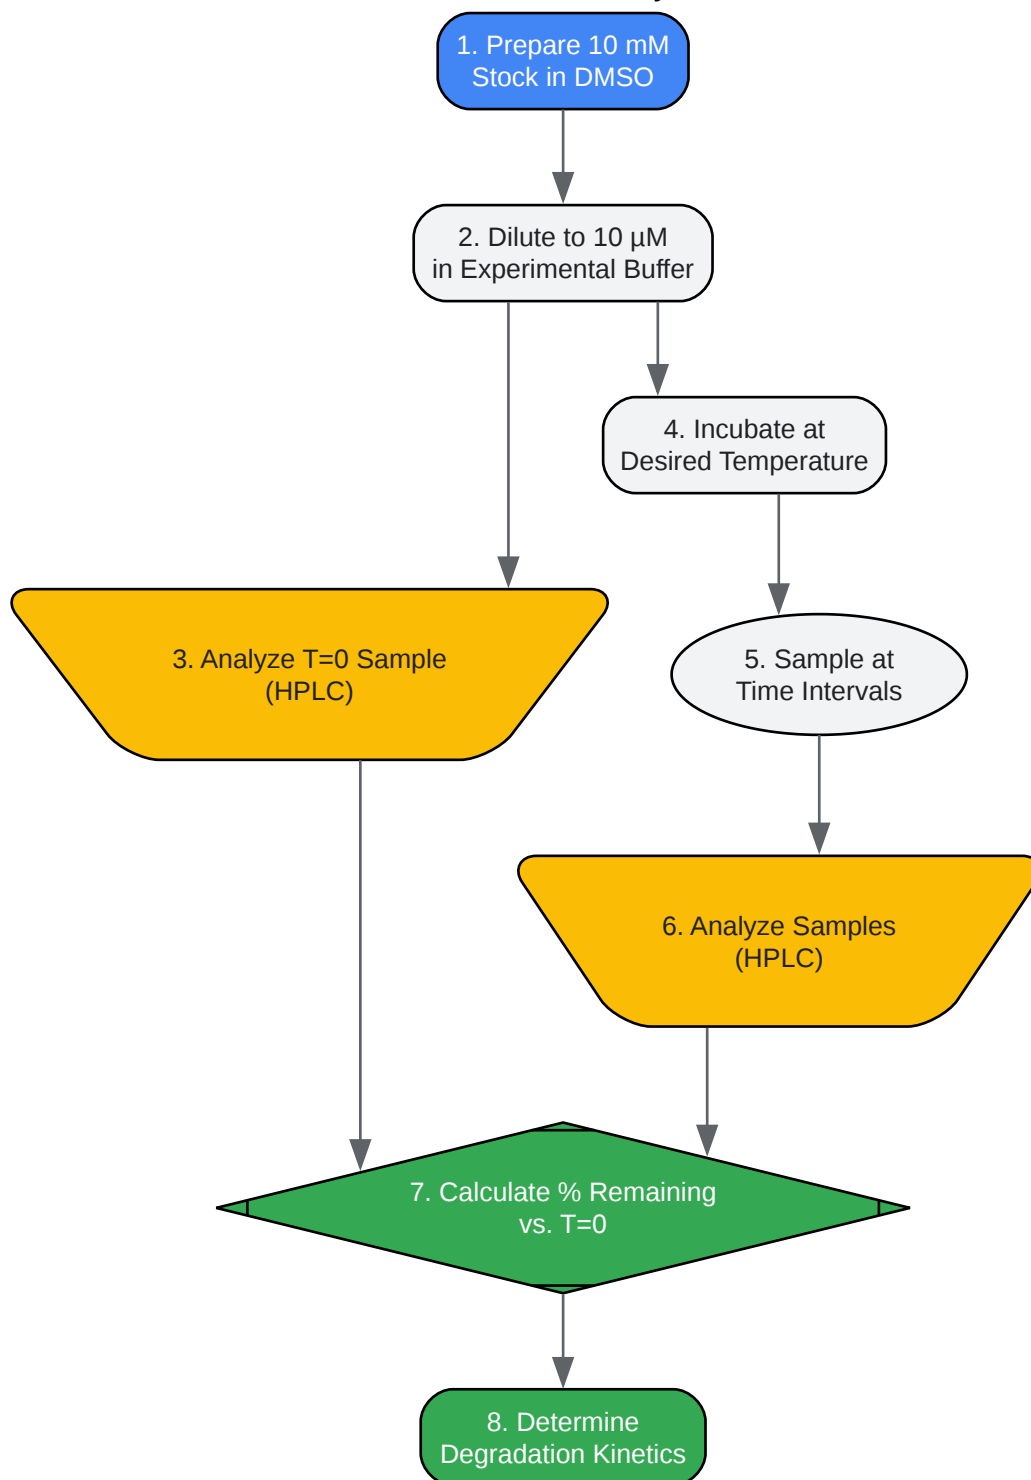 1. Prepare 10 mM
Stock in DMSO
2. Dilute to 10 µM
in Experimental Buffer
4. Incubate at
Desired Temperature
3. Analyze T=0 Sample
(HPLC)
5. Sample at
Time Intervals
6. Analyze Samples
(HPLC)
7. Calculate % Remaining
vs. T=0
8. Determine
Degradation Kinetics